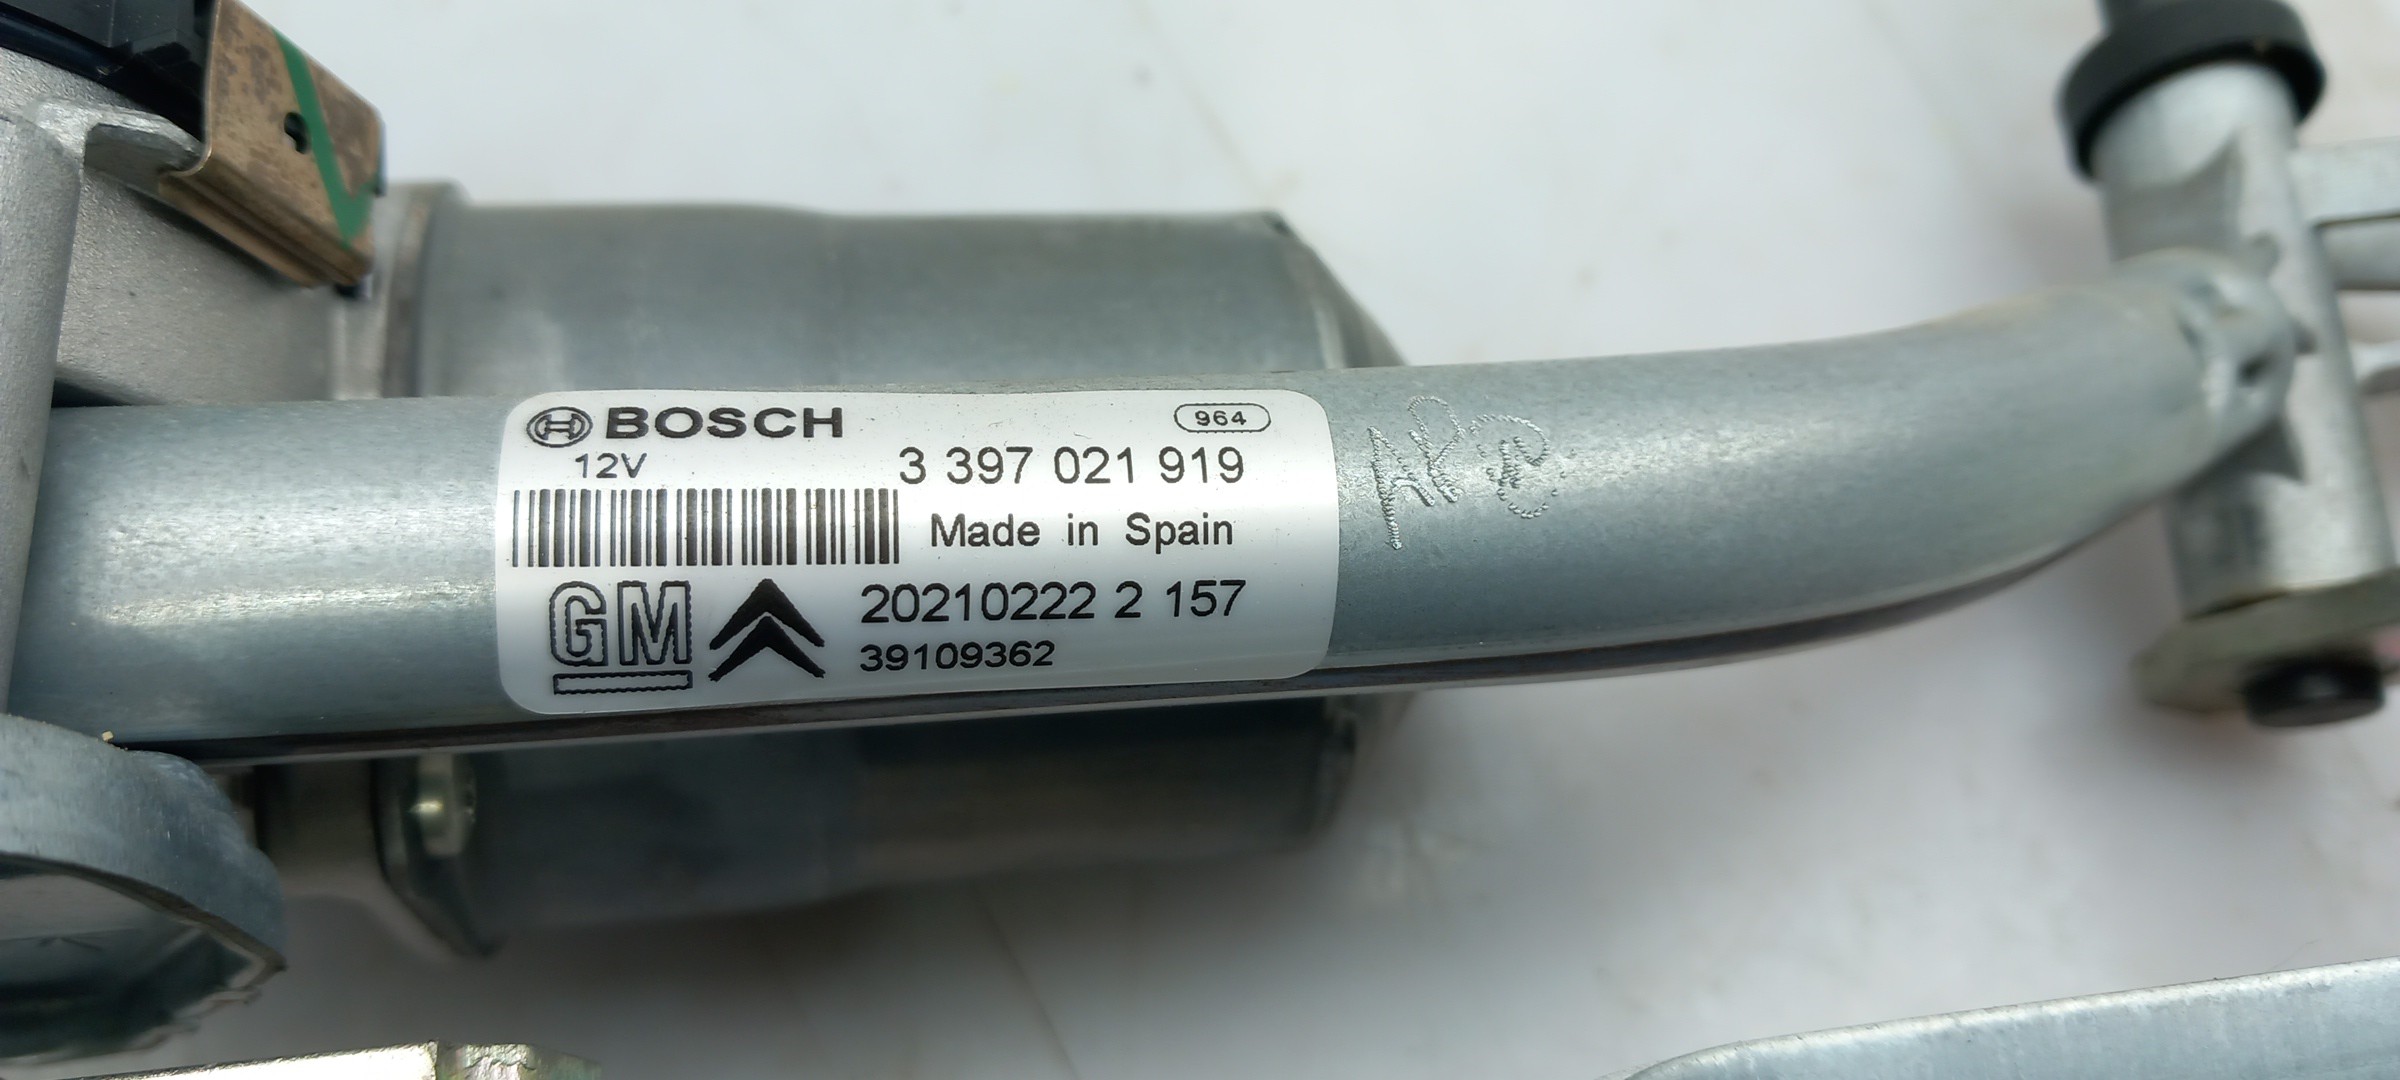 BOSCH 964
12V 3 397 021 919
Made in Spain
GM 20210222 2 157
39109362